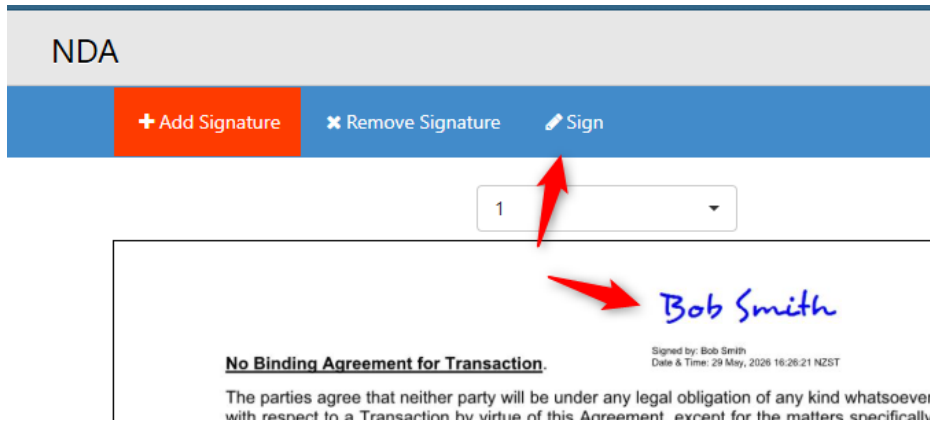 NDA
Add Signature Remove Signature Sign
1
Bob Smith
Signed by: Bob Smith
Date & Time: 29 May, 2026 16:26:21 NZST
No Binding Agreement for Transaction.
The parties agree that neither party will be under any legal obligation of any kind whatsoever
with respect to a Transaction by virtue of this Agreement, except for the matters specifically